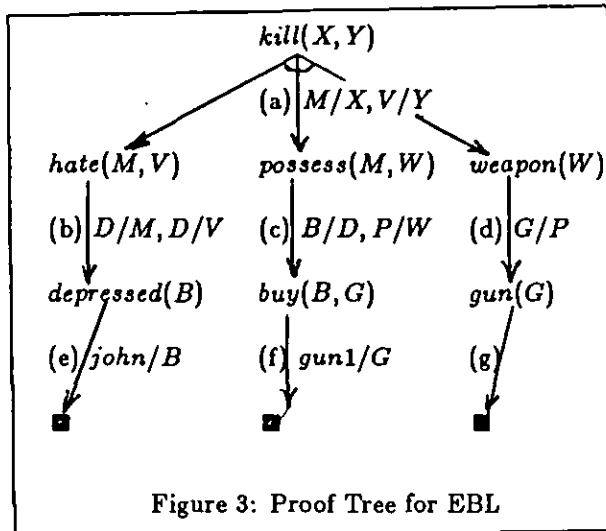 kill(X, Y)
(a) M/X, V/Y
hate(M, V) possess(M, W) weapon(W)
(b) D/M, D/V (c) B/D, P/W (d) G/P
depressed(B) buy(B, G) gun(G)
(e) john/B (f) gun1/G (g)
Figure 3: Proof Tree for EBL